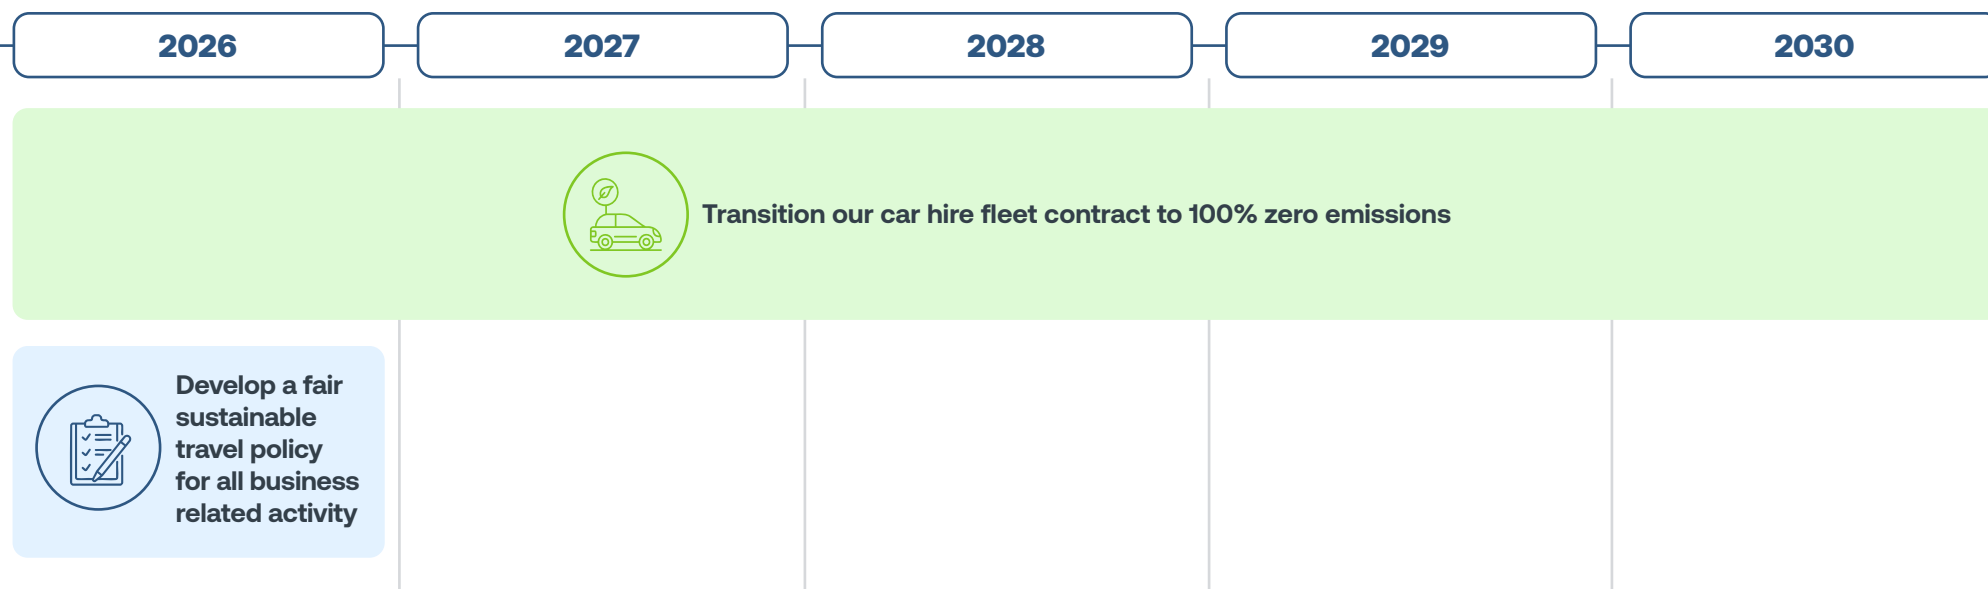 2026
2027
2028
2029
2030
Transition our car hire fleet contract to 100% zero emissions
Develop a fair
sustainable
travel policy
for all business
related activity